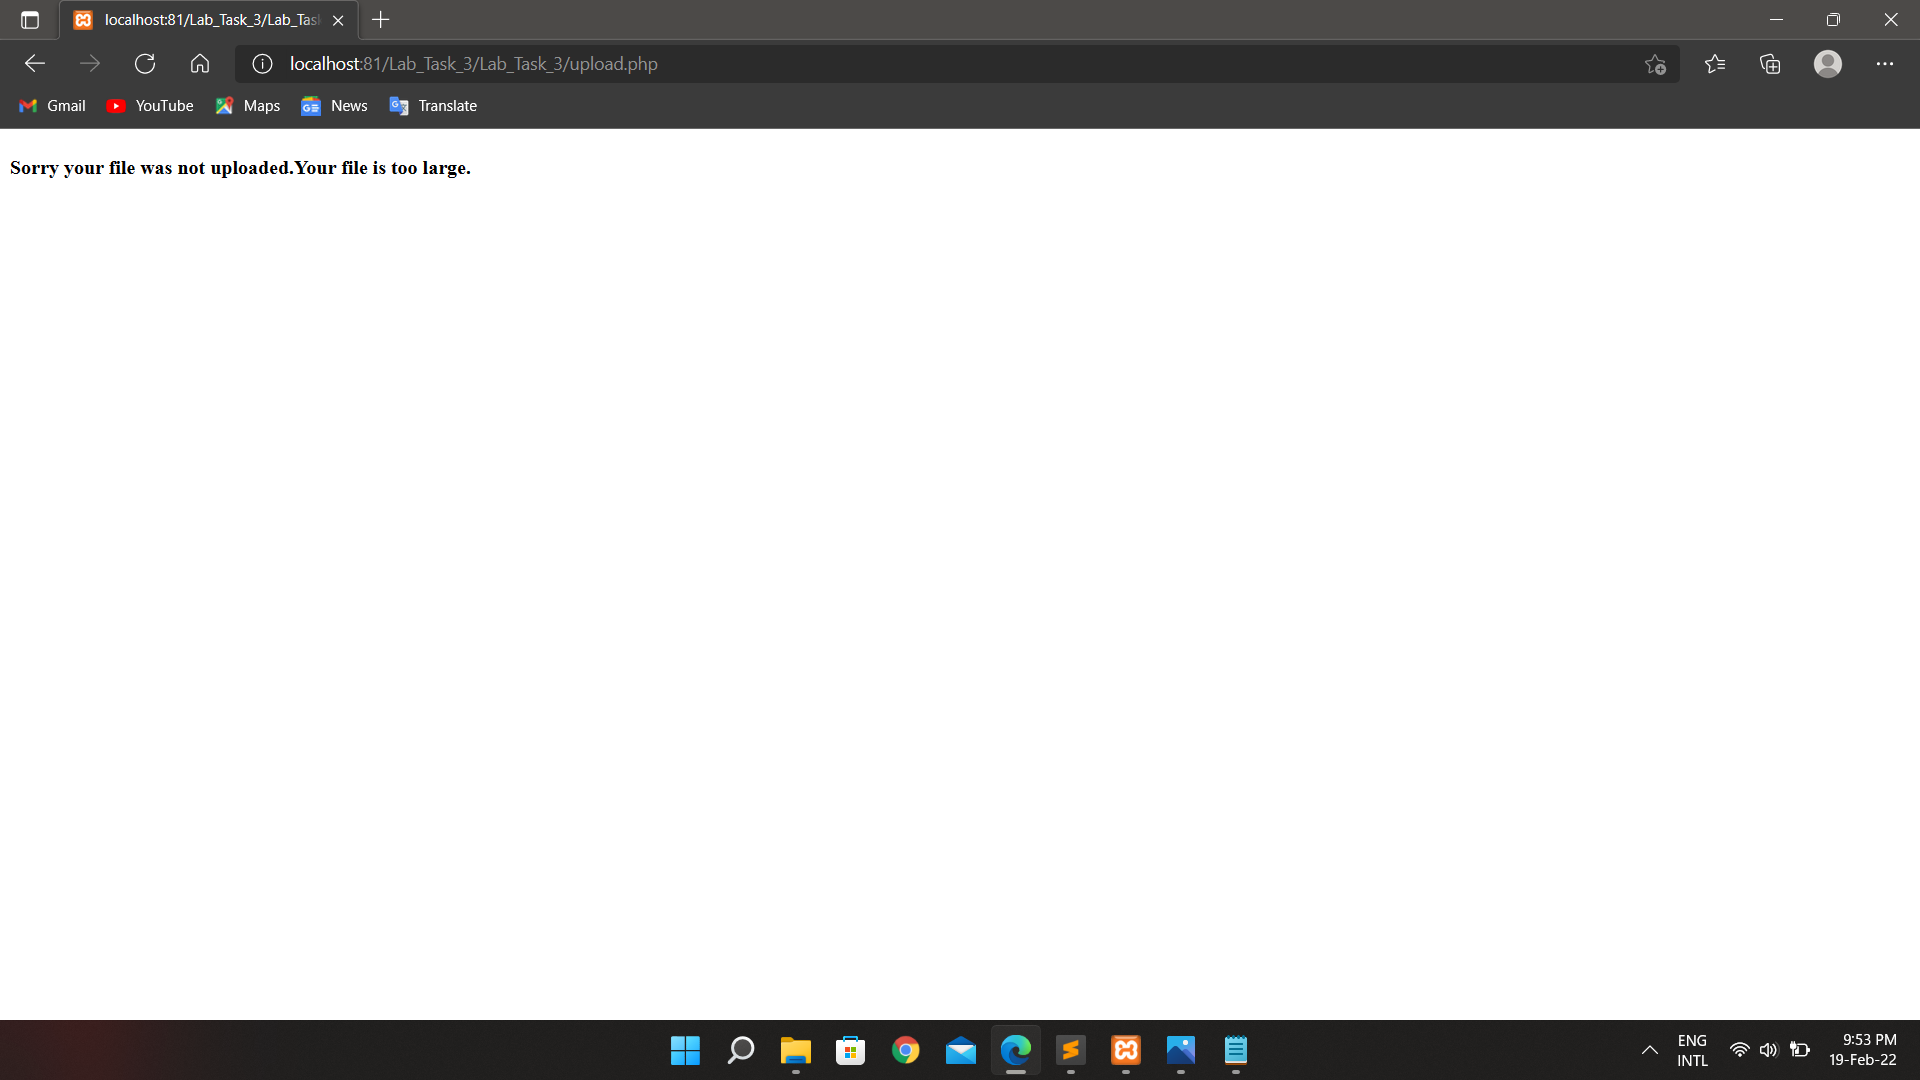 localhost:81/Lab_Task_3/Lab_Tas
localhost:81/Lab_Task_3/Lab_Task_3/upload.php
Gmail YouTube Maps News Translate
Sorry your file was not uploaded.Your file is too large.
ENG 9:53 PM
INTL 19-Feb-22